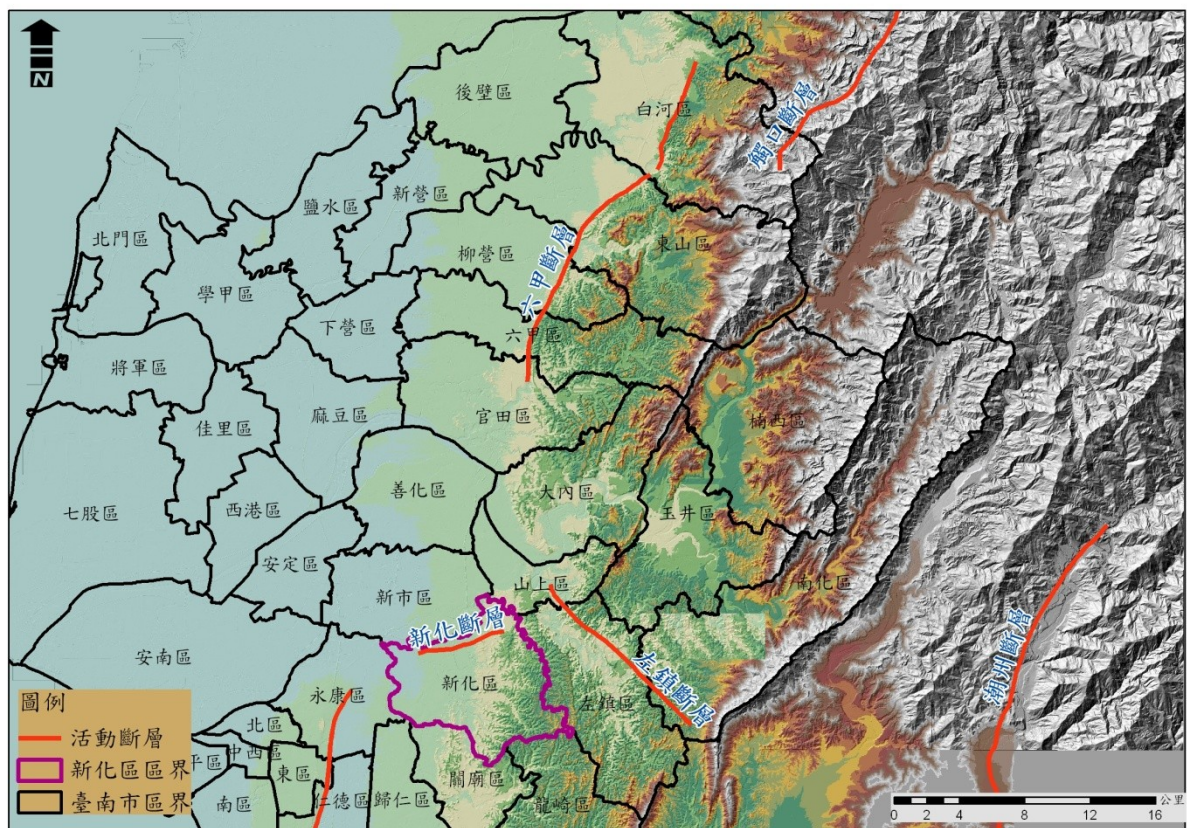 N
後壁區
白河區
觸口斷層
新營區
鹽水區
北門區
柳營區
東山區
六甲斷層
學甲區
下營區
六甲區
將軍區
佳里區
麻豆區
官田區
楠西區
善化區
大內區
七股區
西港區
玉井區
安定區
新市區
山上區
南化區
新化斷層
安南區
新化區
左鎮區
左鎮斷層
潮州斷層
永康區
北區
中西區
平區
東區
南區
仁德區
歸仁區
關廟區
龍崎區
圖例
活動斷層
新化區區界
臺南市區界
公里
0 2 4 8 12 16